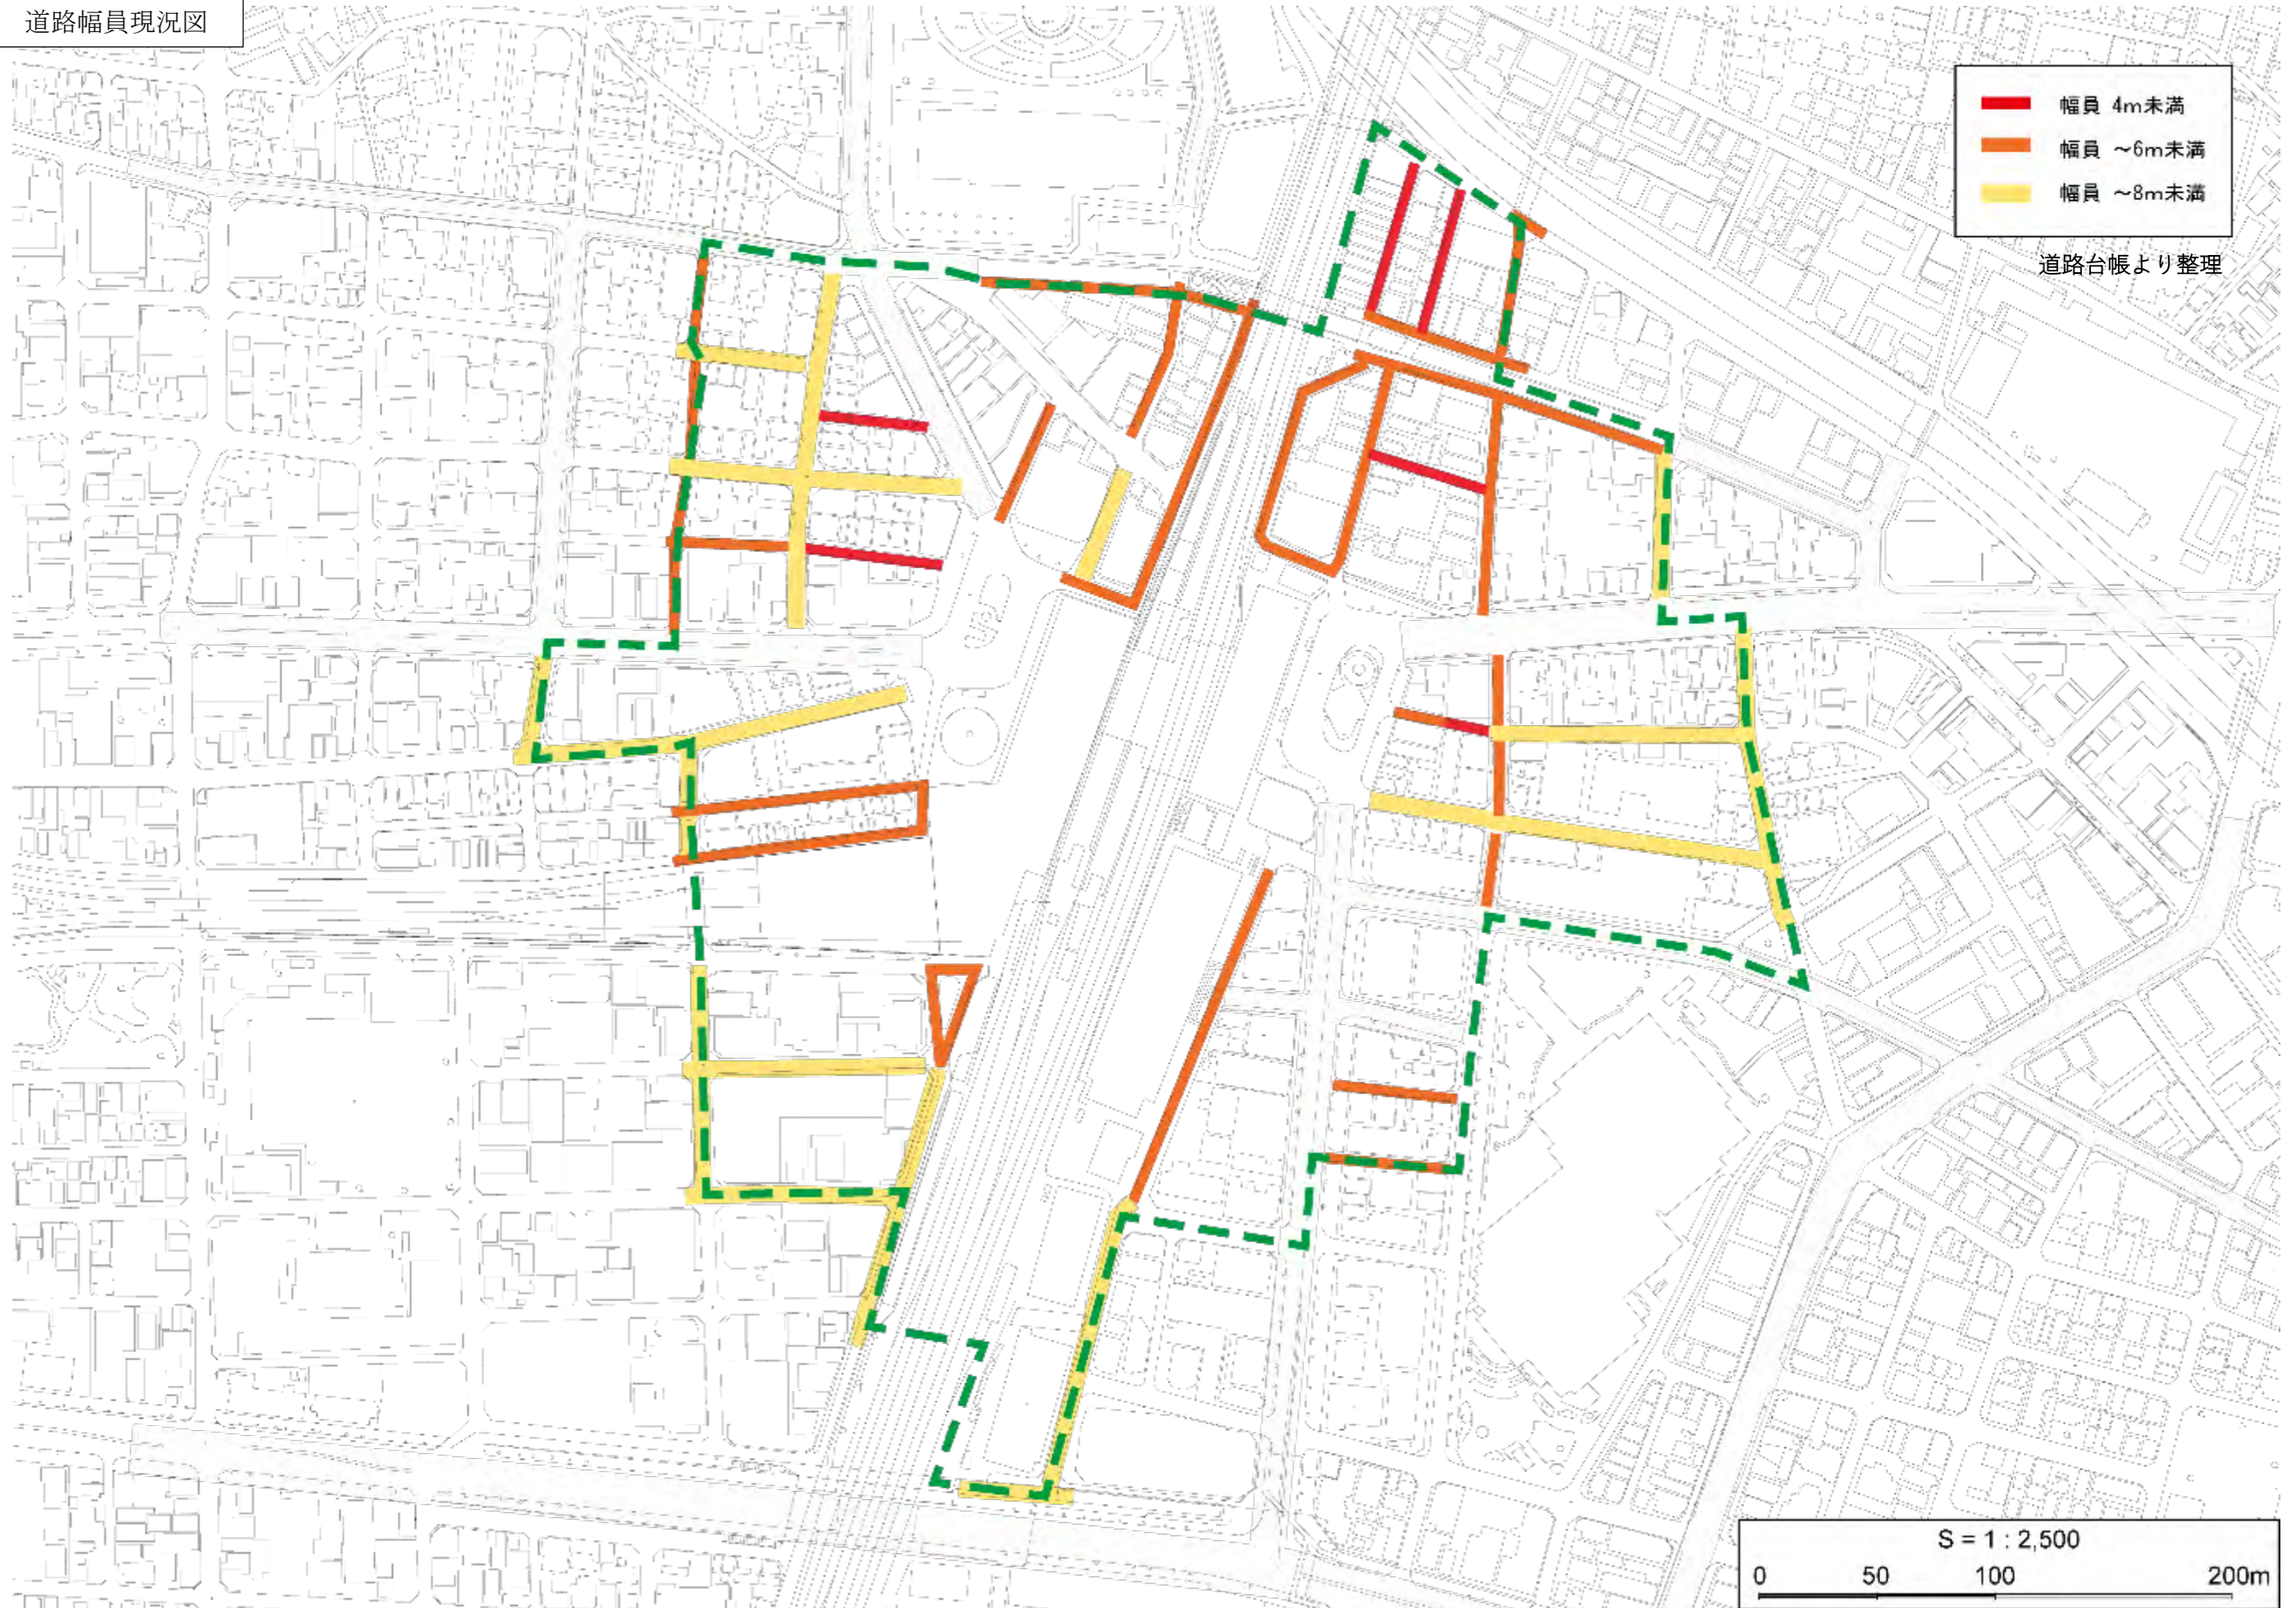 道路幅員現況図
幅員 4m未満
幅員 ～6m未満
幅員 ～8m未満
道路台帳より整理
S = 1 : 2,500
0 50 100 200m